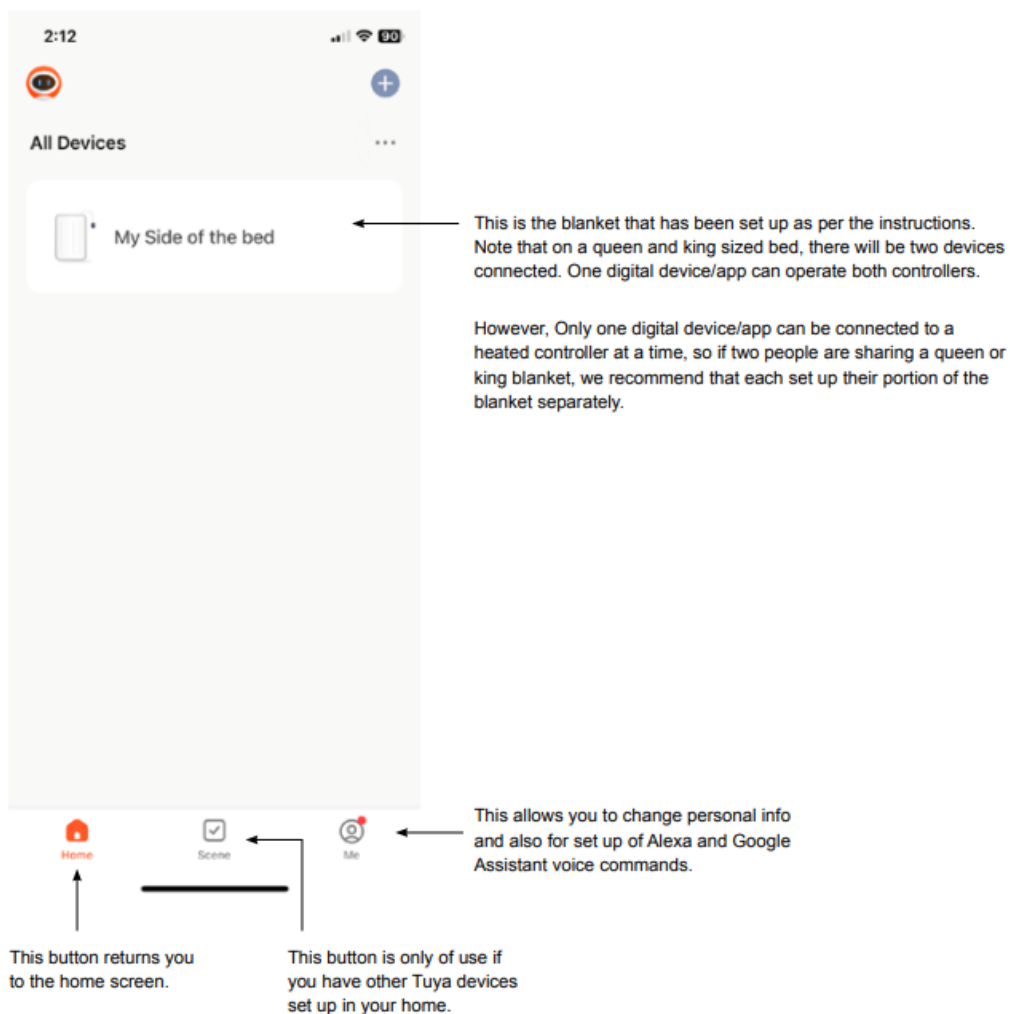 2:12
90
All Devices
...
My Side of the bed
This is the blanket that has been set up as per the instructions.
Note that on a queen and king sized bed, there will be two devices
connected. One digital device/app can operate both controllers.
However, Only one digital device/app can be connected to a
heated controller at a time, so if two people are sharing a queen or
king blanket, we recommend that each set up their portion of the
blanket separately.
Home
Scene
Me
This allows you to change personal info
and also for set up of Alexa and Google
Assistant voice commands.
This button returns you
to the home screen.
This button is only of use if
you have other Tuya devices
set up in your home.